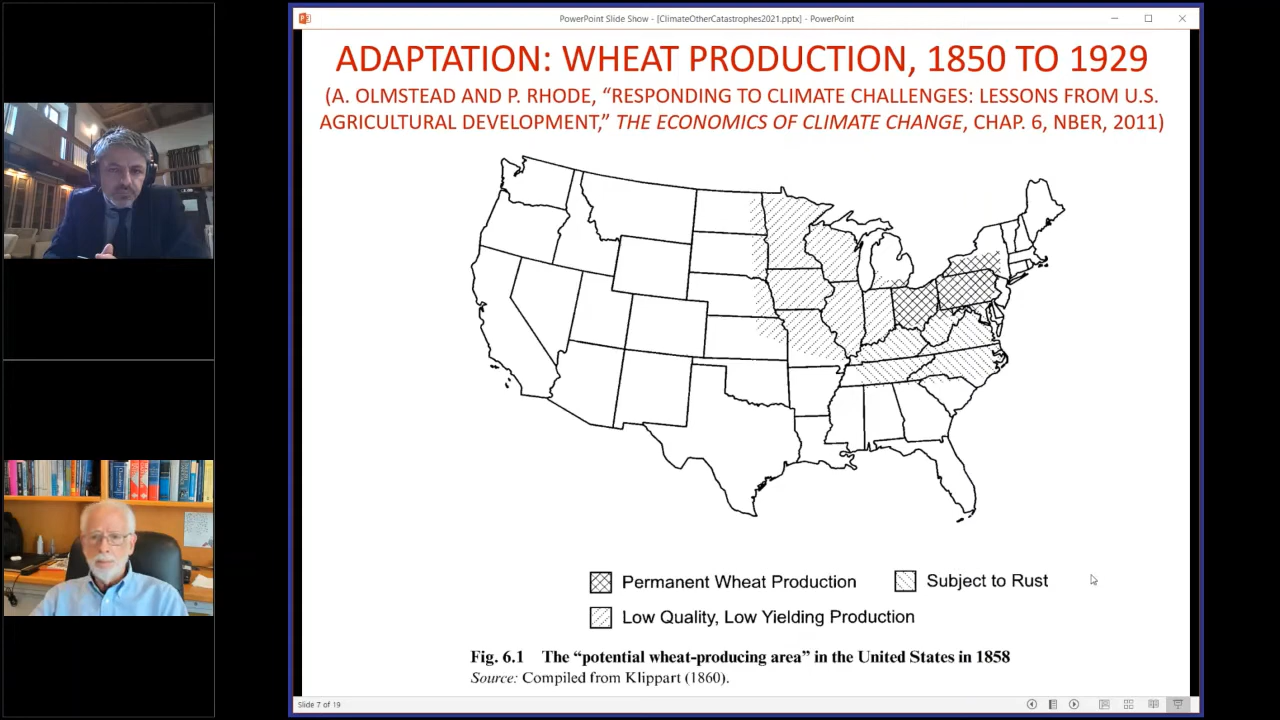 PowerPoint Slide Show - [ClimateOtherCatastrophes2021.pptx] - PowerPoint
ADAPTATION: WHEAT PRODUCTION, 1850 TO 1929
(A. OLMSTEAD AND P. RHODE, “RESPONDING TO CLIMATE CHALLENGES: LESSONS FROM U.S.
AGRICULTURAL DEVELOPMENT,” THE ECONOMICS OF CLIMATE CHANGE, CHAP. 6, NBER, 2011)
Permanent Wheat Production
Subject to Rust
Low Quality, Low Yielding Production
Fig. 6.1 The “potential wheat-producing area” in the United States in 1858
Source: Compiled from Klippart (1860).
Slide 7 of 19